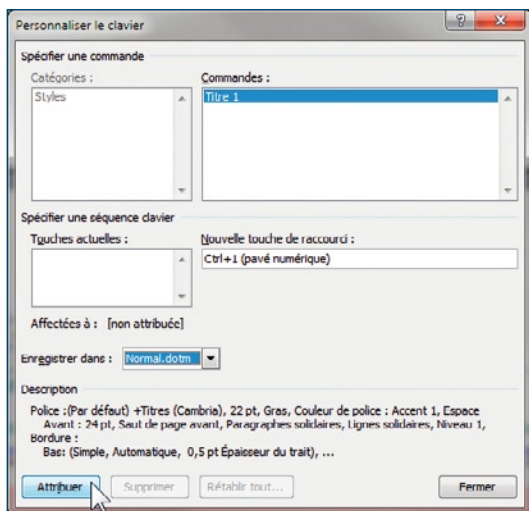 Personnaliser le clavier
Spécifier une commande
Catégories :
Commandes :
Styles
Titre 1
Spécifier une séquence clavier
Touches actuelles :
Nouvelle touche de raccourci :
Ctrl+1 (pavé numérique)
Affectées à : [non attribuée]
Enregistrer dans : Normal.dotm
Description
Police :(Par défaut) +Titres (Cambria), 22 pt, Gras, Couleur de police : Accent 1, Espace
Avant : 24 pt, Saut de page avant, Paragraphes solidaires, Lignes solidaires, Niveau 1,
Bordure :
Bas: (Simple, Automatique, 0,5 pt Épaisseur du trait), ...
Attribuer Supprimer Rétablir tout... Fermer